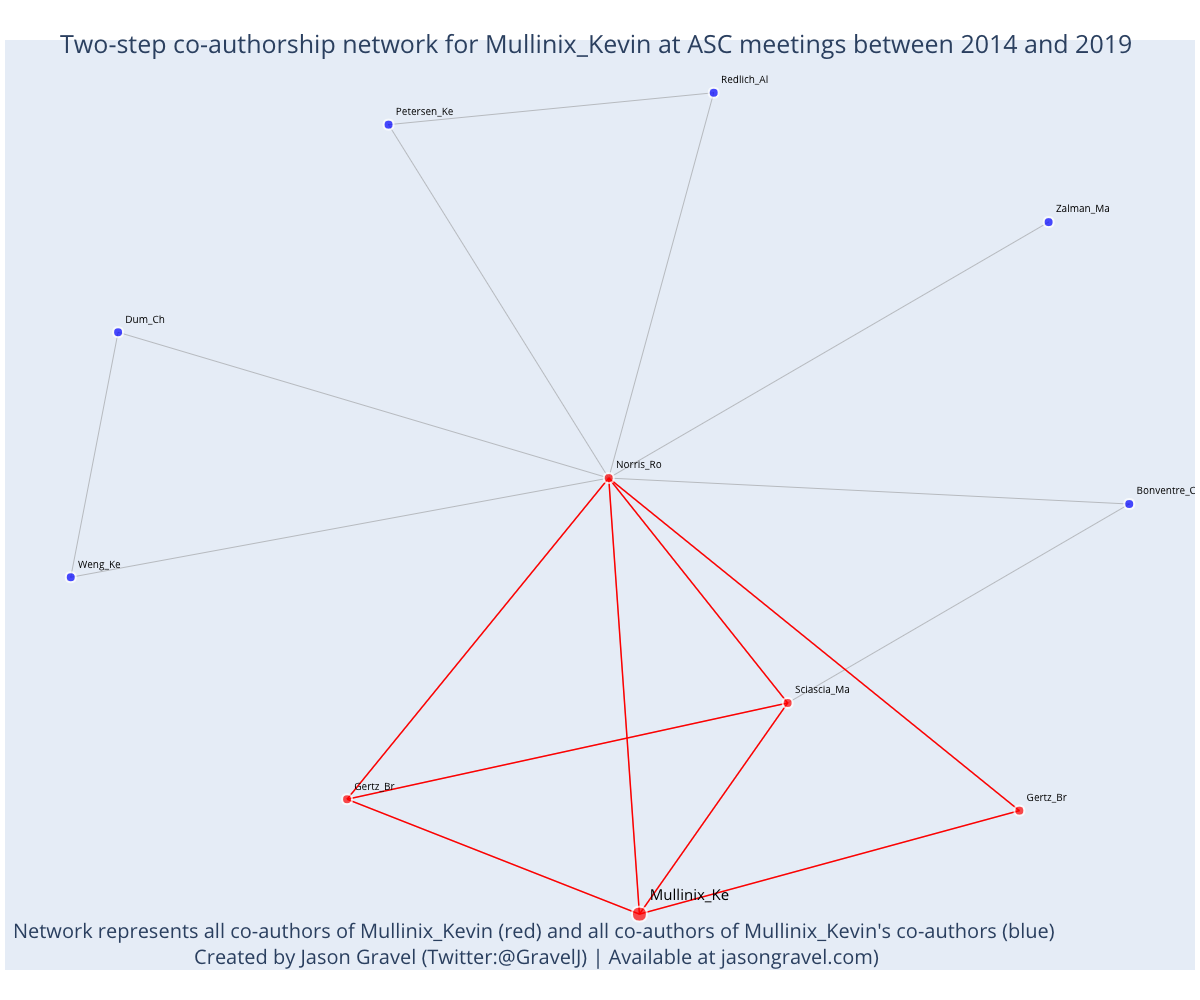 Two-step co-authorship network for Mullinix_Kevin at ASC meetings between 2014 and 2019
Redlich_Al
Petersen_Ke
Zalman_Ma
Dum_Ch
Norris_Ro
Bonventre_C
Weng_Ke
Sciascia_Ma
Gertz_Br
Gertz_Br
Mullinix_Ke
Network represents all co-authors of Mullinix_Kevin (red) and all co-authors of Mullinix_Kevin's co-authors (blue)
Created by Jason Gravel (Twitter:@GravelJ) | Available at jasongravel.com)